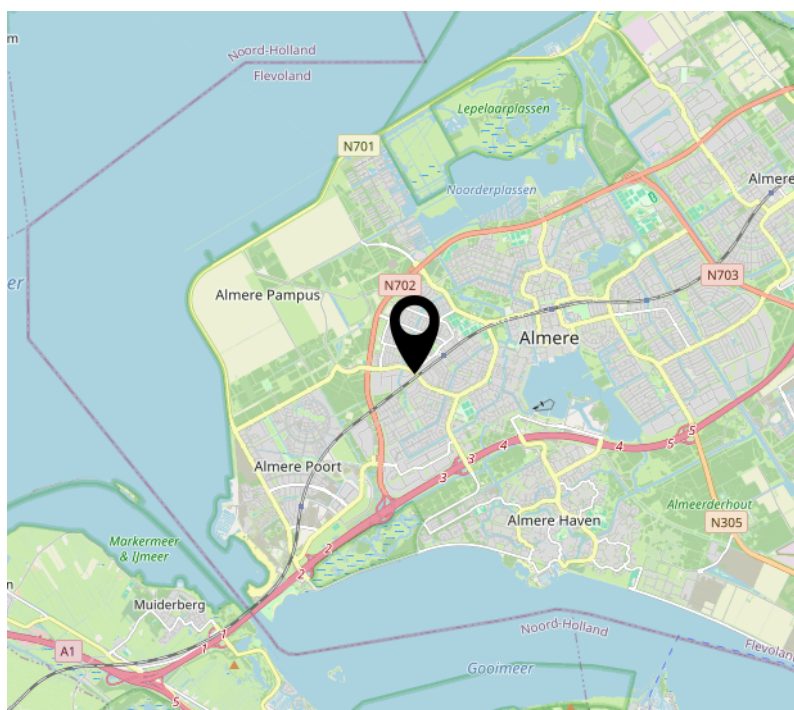 m
Noord-Holland
Flevoland
Lepelaarplassen
N701
Noorderplassen
Almere
er
N702
N703
Almere Pampus
Almere
3
4
4
5
5
3
Almere Poort
Almeerderhout
N305
Almere Haven
Markermeer
& IJmeer
2
2
n
Muiderberg
Noord-Holland
1
1
A1
Flevoland
Gooimeer
5